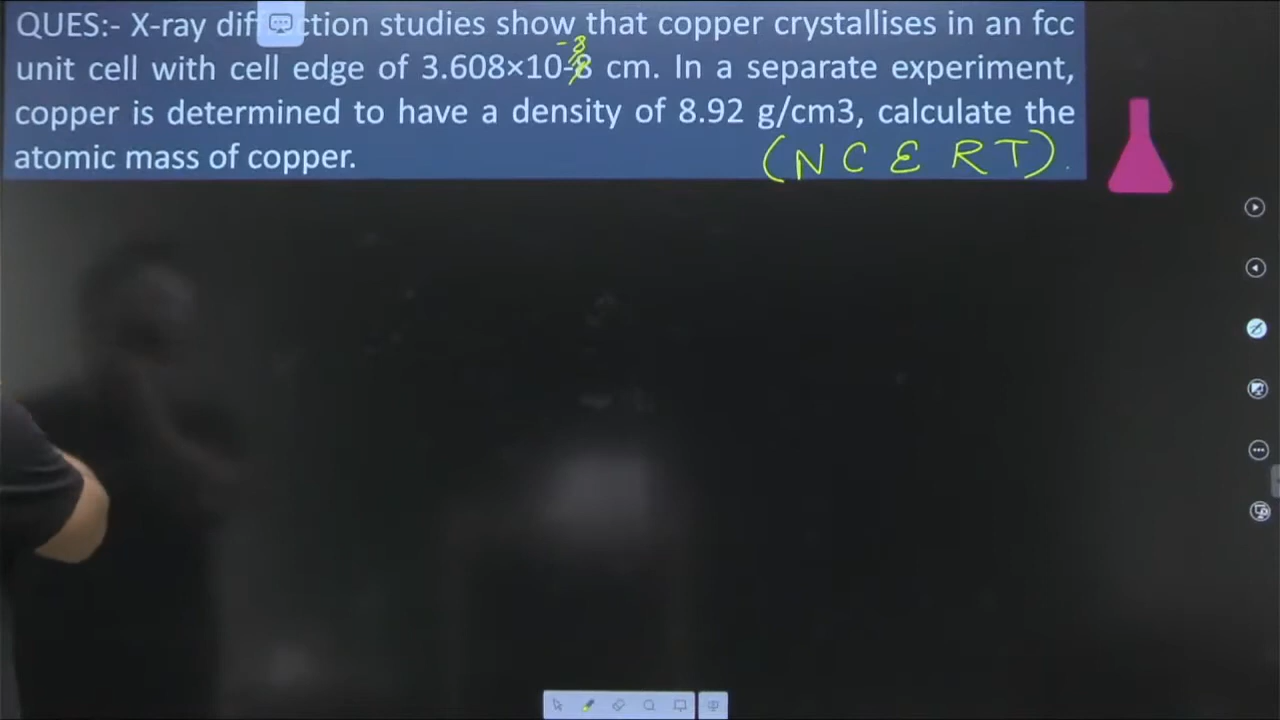 QUES:- X-ray diffraction studies show that copper crystallises in an fcc
unit cell with cell edge of 3.608×10-8 cm. In a separate experiment,
copper is determined to have a density of 8.92 g/cm3, calculate the
atomic mass of copper. (NCERT).